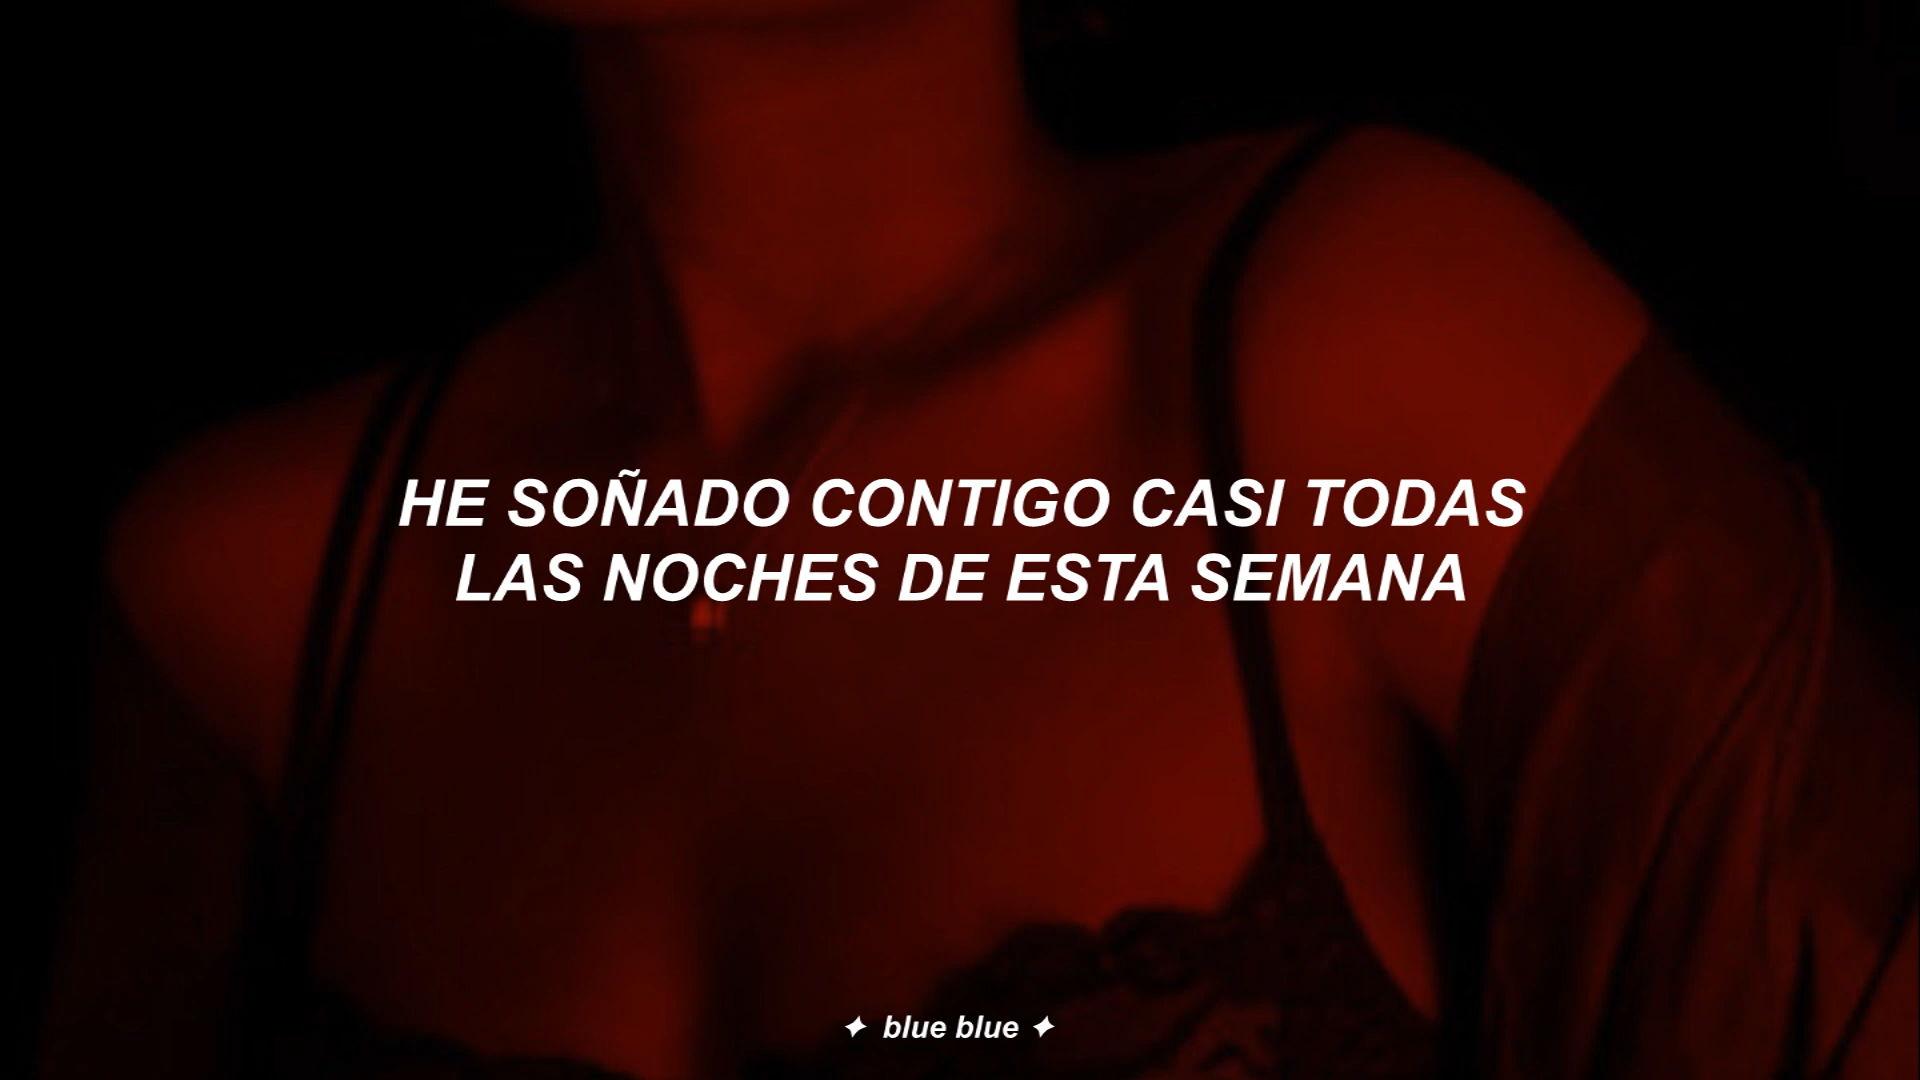 HE SOÑADO CONTIGO CASI TODAS
LAS NOCHES DE ESTA SEMANA
✦ blue blue ✦